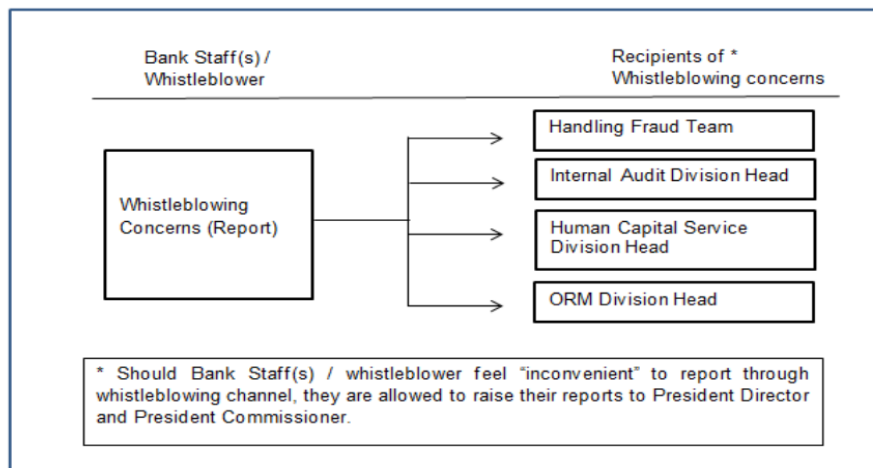 Bank Staff(s) /
Whistleblower
Recipients of *
Whistleblowing concerns
Whistleblowing
Concerns (Report)
Handling Fraud Team
Internal Audit Division Head
Human Capital Service
Division Head
ORM Division Head
* Should Bank Staff(s) / whistleblower feel “inconvenient” to report through
whistleblowing channel, they are allowed to raise their reports to President Director
and President Commissioner.